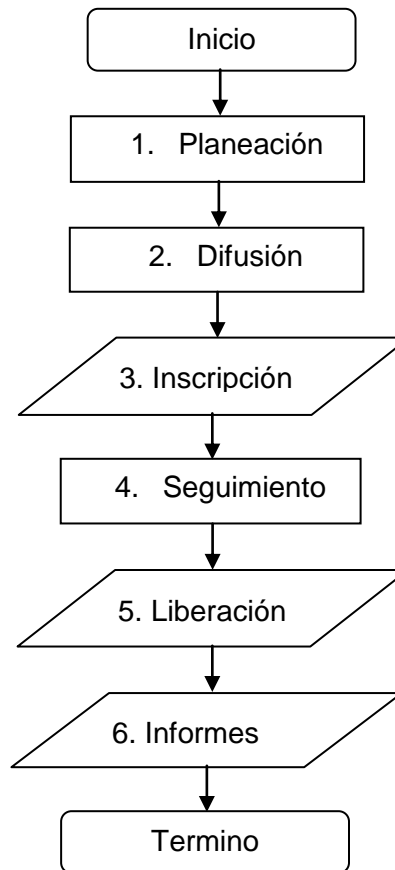 Inicio
1. Planeación
2. Difusión
3. Inscripción
4. Seguimiento
5. Liberación
6. Informes
Termino